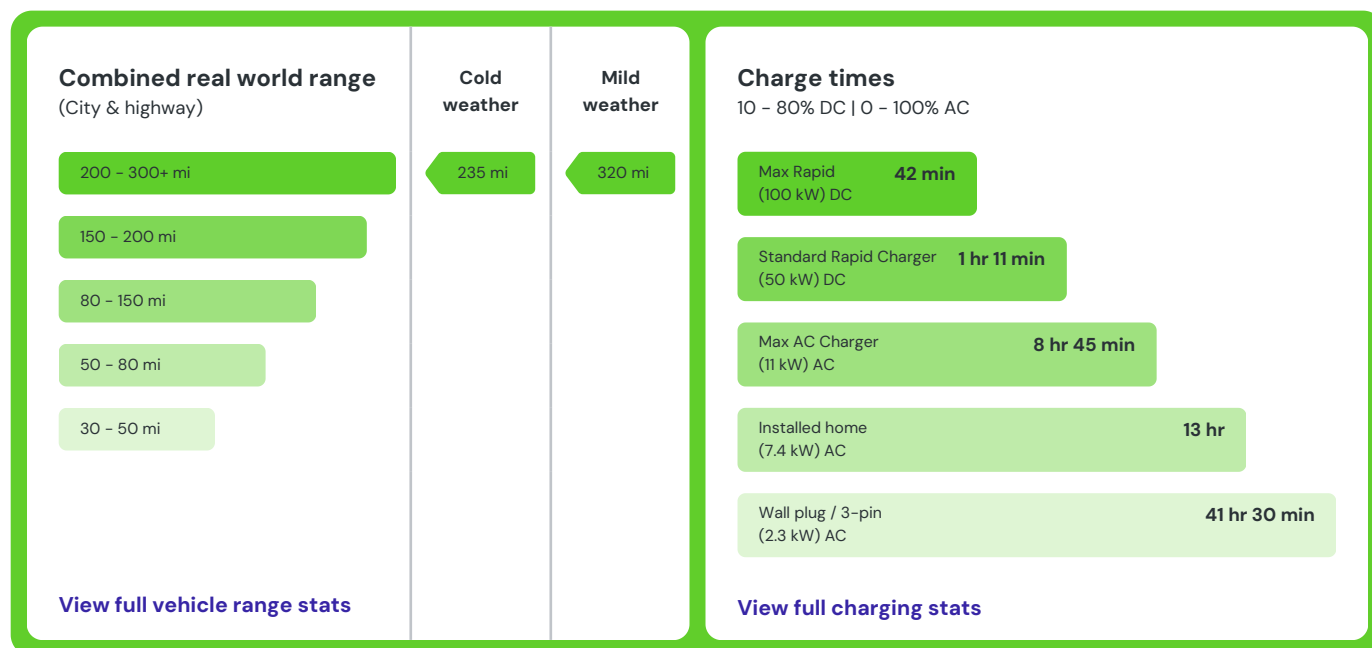 Combined real world range
(City & highway)
Cold
weather
Mild
weather
200 - 300+ mi
235 mi
320 mi
150 - 200 mi
80 - 150 mi
50 - 80 mi
30 - 50 mi
View full vehicle range stats
Charge times
10 - 80% DC | 0 - 100% AC
Max Rapid
(100 kW) DC
42 min
Standard Rapid Charger
(50 kW) DC
1 hr 11 min
Max AC Charger
(11 kW) AC
8 hr 45 min
Installed home
(7.4 kW) AC
13 hr
Wall plug / 3-pin
(2.3 kW) AC
41 hr 30 min
View full charging stats